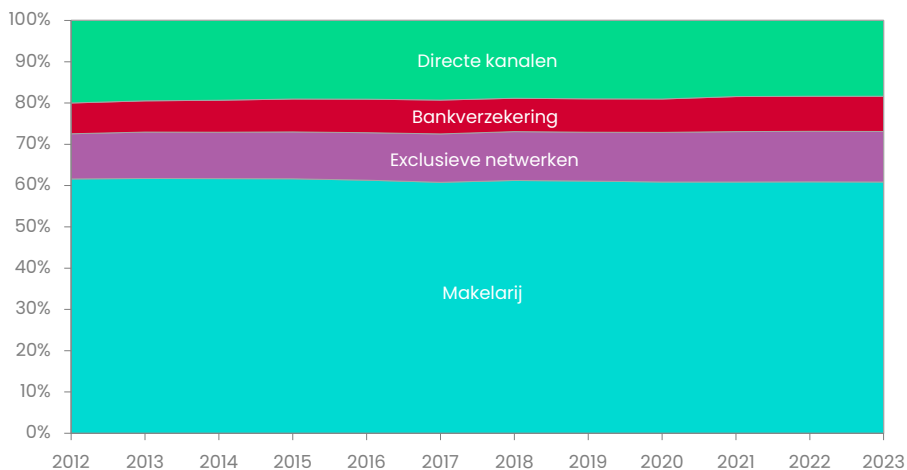 100%
90%
80%
70%
60%
50%
40%
30%
20%
10%
0%
Directe kanalen
Bankverzekering
Exclusieve netwerken
Makelarij
2012 2013 2014 2015 2016 2017 2018 2019 2020 2021 2022 2023